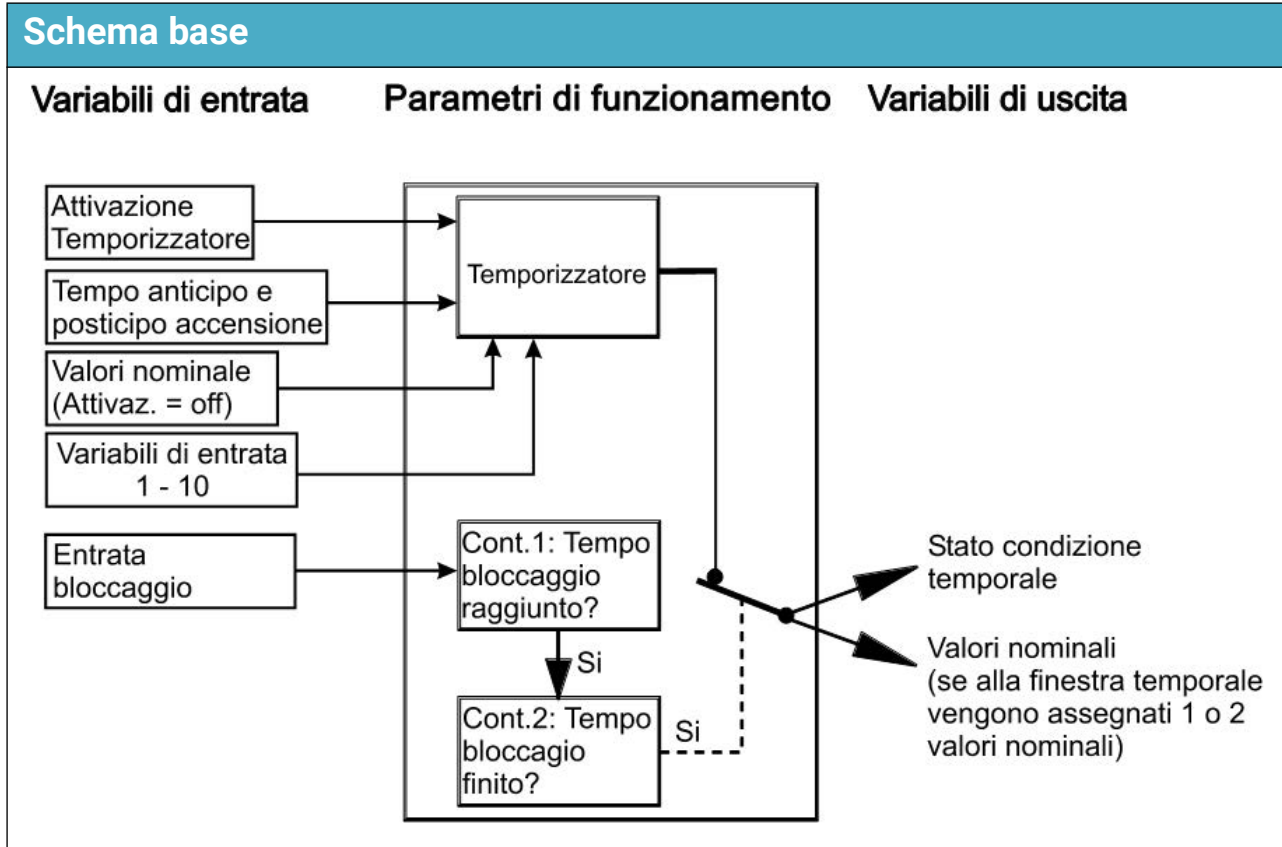 Schema base
Variabili di entrata
Parametri di funzionamento
Variabili di uscita
Attivazione
Temporizzatore
Tempo anticipo e
posticipo accensione
Valori nominale
(Attivaz. = off)
Variabili di entrata
1 - 10
Entrata
bloccaggio
Temporizzatore
Cont.1: Tempo
bloccaggio
raggiunto?
Si
Cont.2: Tempo
bloccagio
finito?
Si
Stato condizione
temporale
Valori nominali
(se alla finestra temporale
vengono assegnati 1 o 2
valori nominali)